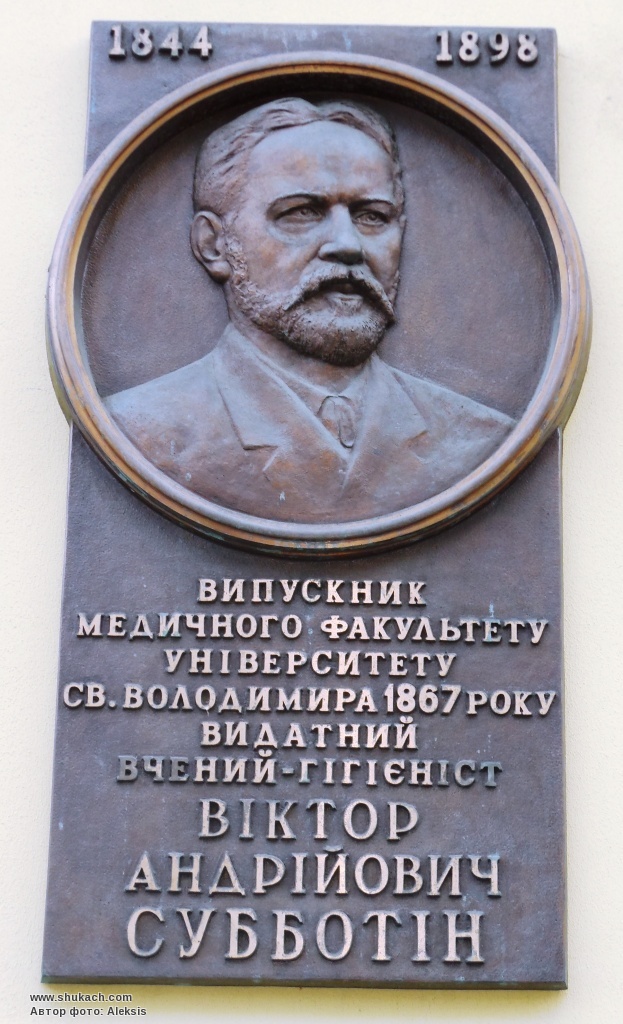 1844 1898
ВИПУСКНИК
МЕДИЧНОГО ФАКУЛЬТЕТУ
УНІВЕРСИТЕТУ
СВ. ВОЛОДИМИРА 1867 РОКУ
ВИДАТНИЙ
ВЧЕНИЙ-ГІГІЄНІСТ
ВІКТОР
АНДРІЙОВИЧ
СУББОТІН
www.shukach.com
Автор фото: Aleksis